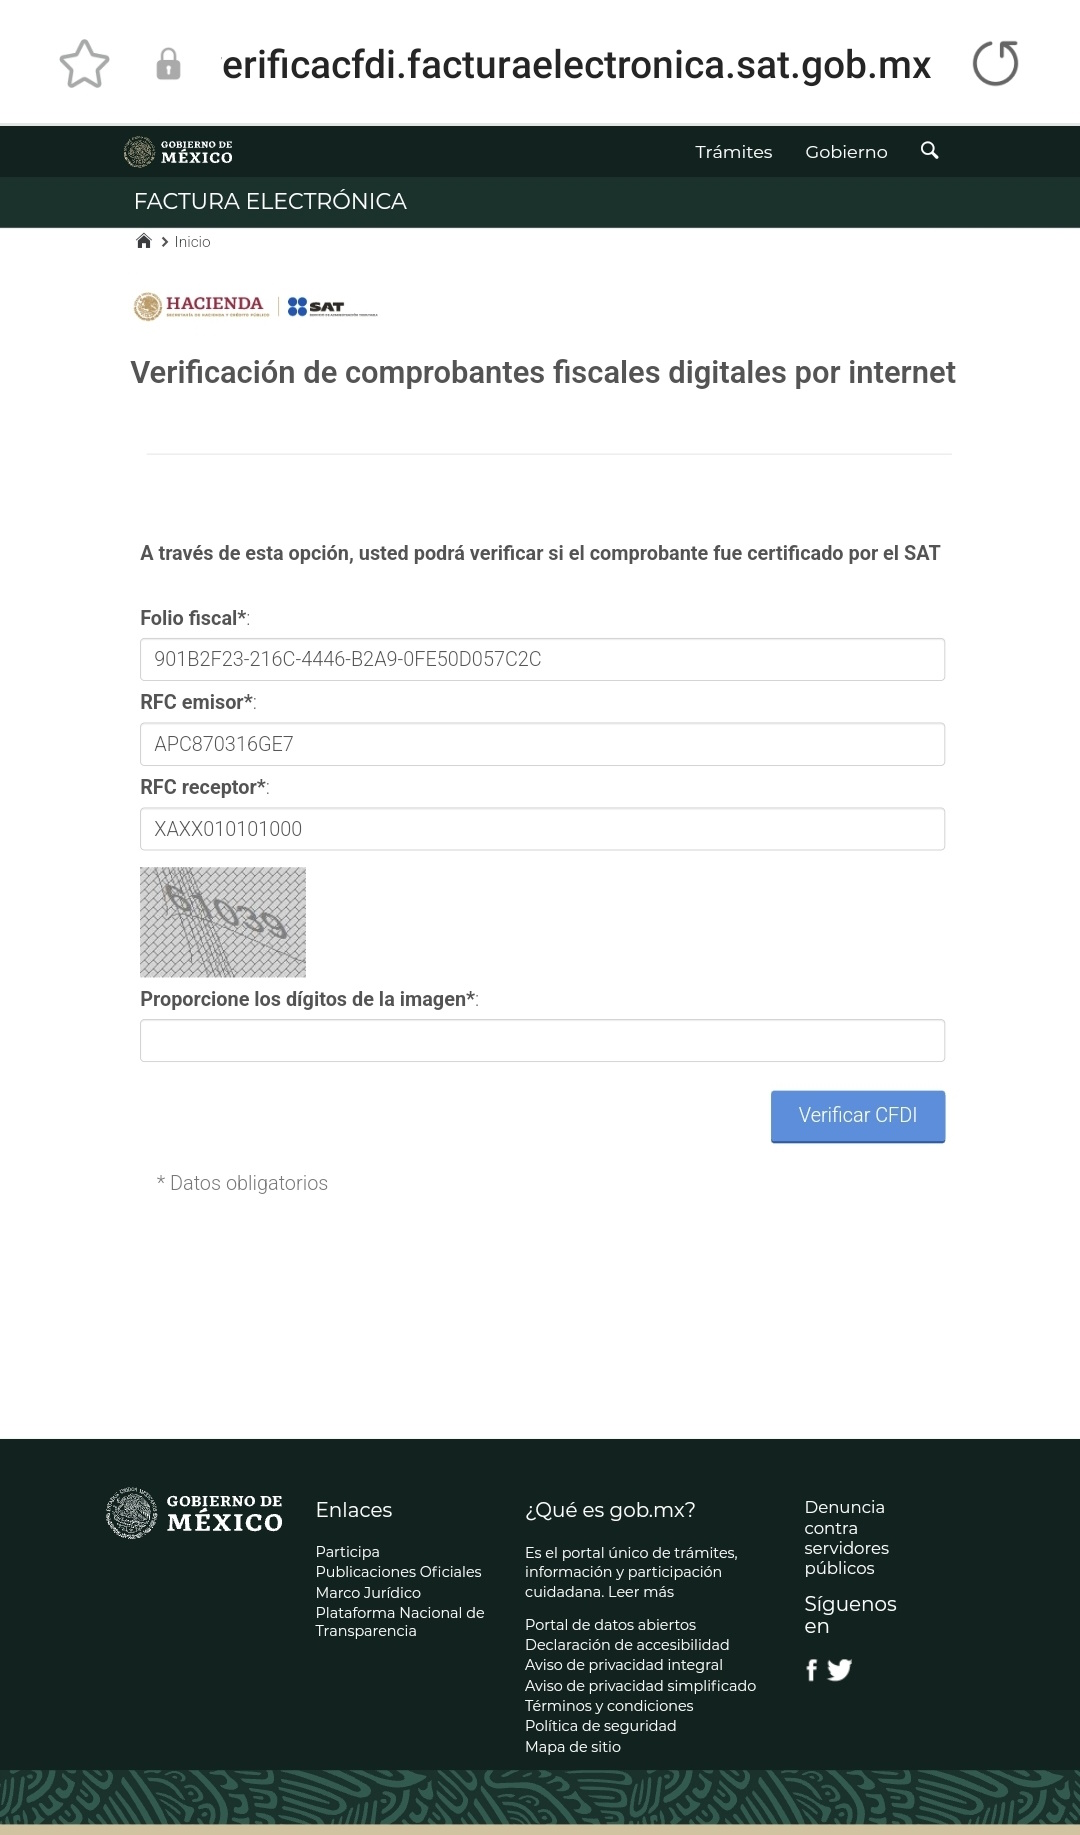 erificacfdi.facturaelectronica.sat.gob.mx
GOBIERNO DE
MÉXICO
Trámites
Gobierno
FACTURA ELECTRÓNICA
Inicio
HACIENDA
SAT
Verificación de comprobantes fiscales digitales por internet
A través de esta opción, usted podrá verificar si el comprobante fue certificado por el SAT
Folio fiscal*:
901B2F23-216C-4446-B2A9-0FE50D057C2C
RFC emisor*:
APC870316GE7
RFC receptor*:
XAXX010101000
61039
Proporcione los dígitos de la imagen*:
Verificar CFDI
* Datos obligatorios
GOBIERNO DE
MÉXICO
Enlaces
Participa
Publicaciones Oficiales
Marco Jurídico
Plataforma Nacional de
Transparencia
¿Qué es gob.mx?
Es el portal único de trámites,
información y participación
cuidadana. Leer más
Portal de datos abiertos
Declaración de accesibilidad
Aviso de privacidad integral
Aviso de privacidad simplificado
Términos y condiciones
Política de seguridad
Mapa de sitio
Denuncia
contra
servidores
públicos
Síguenos
en